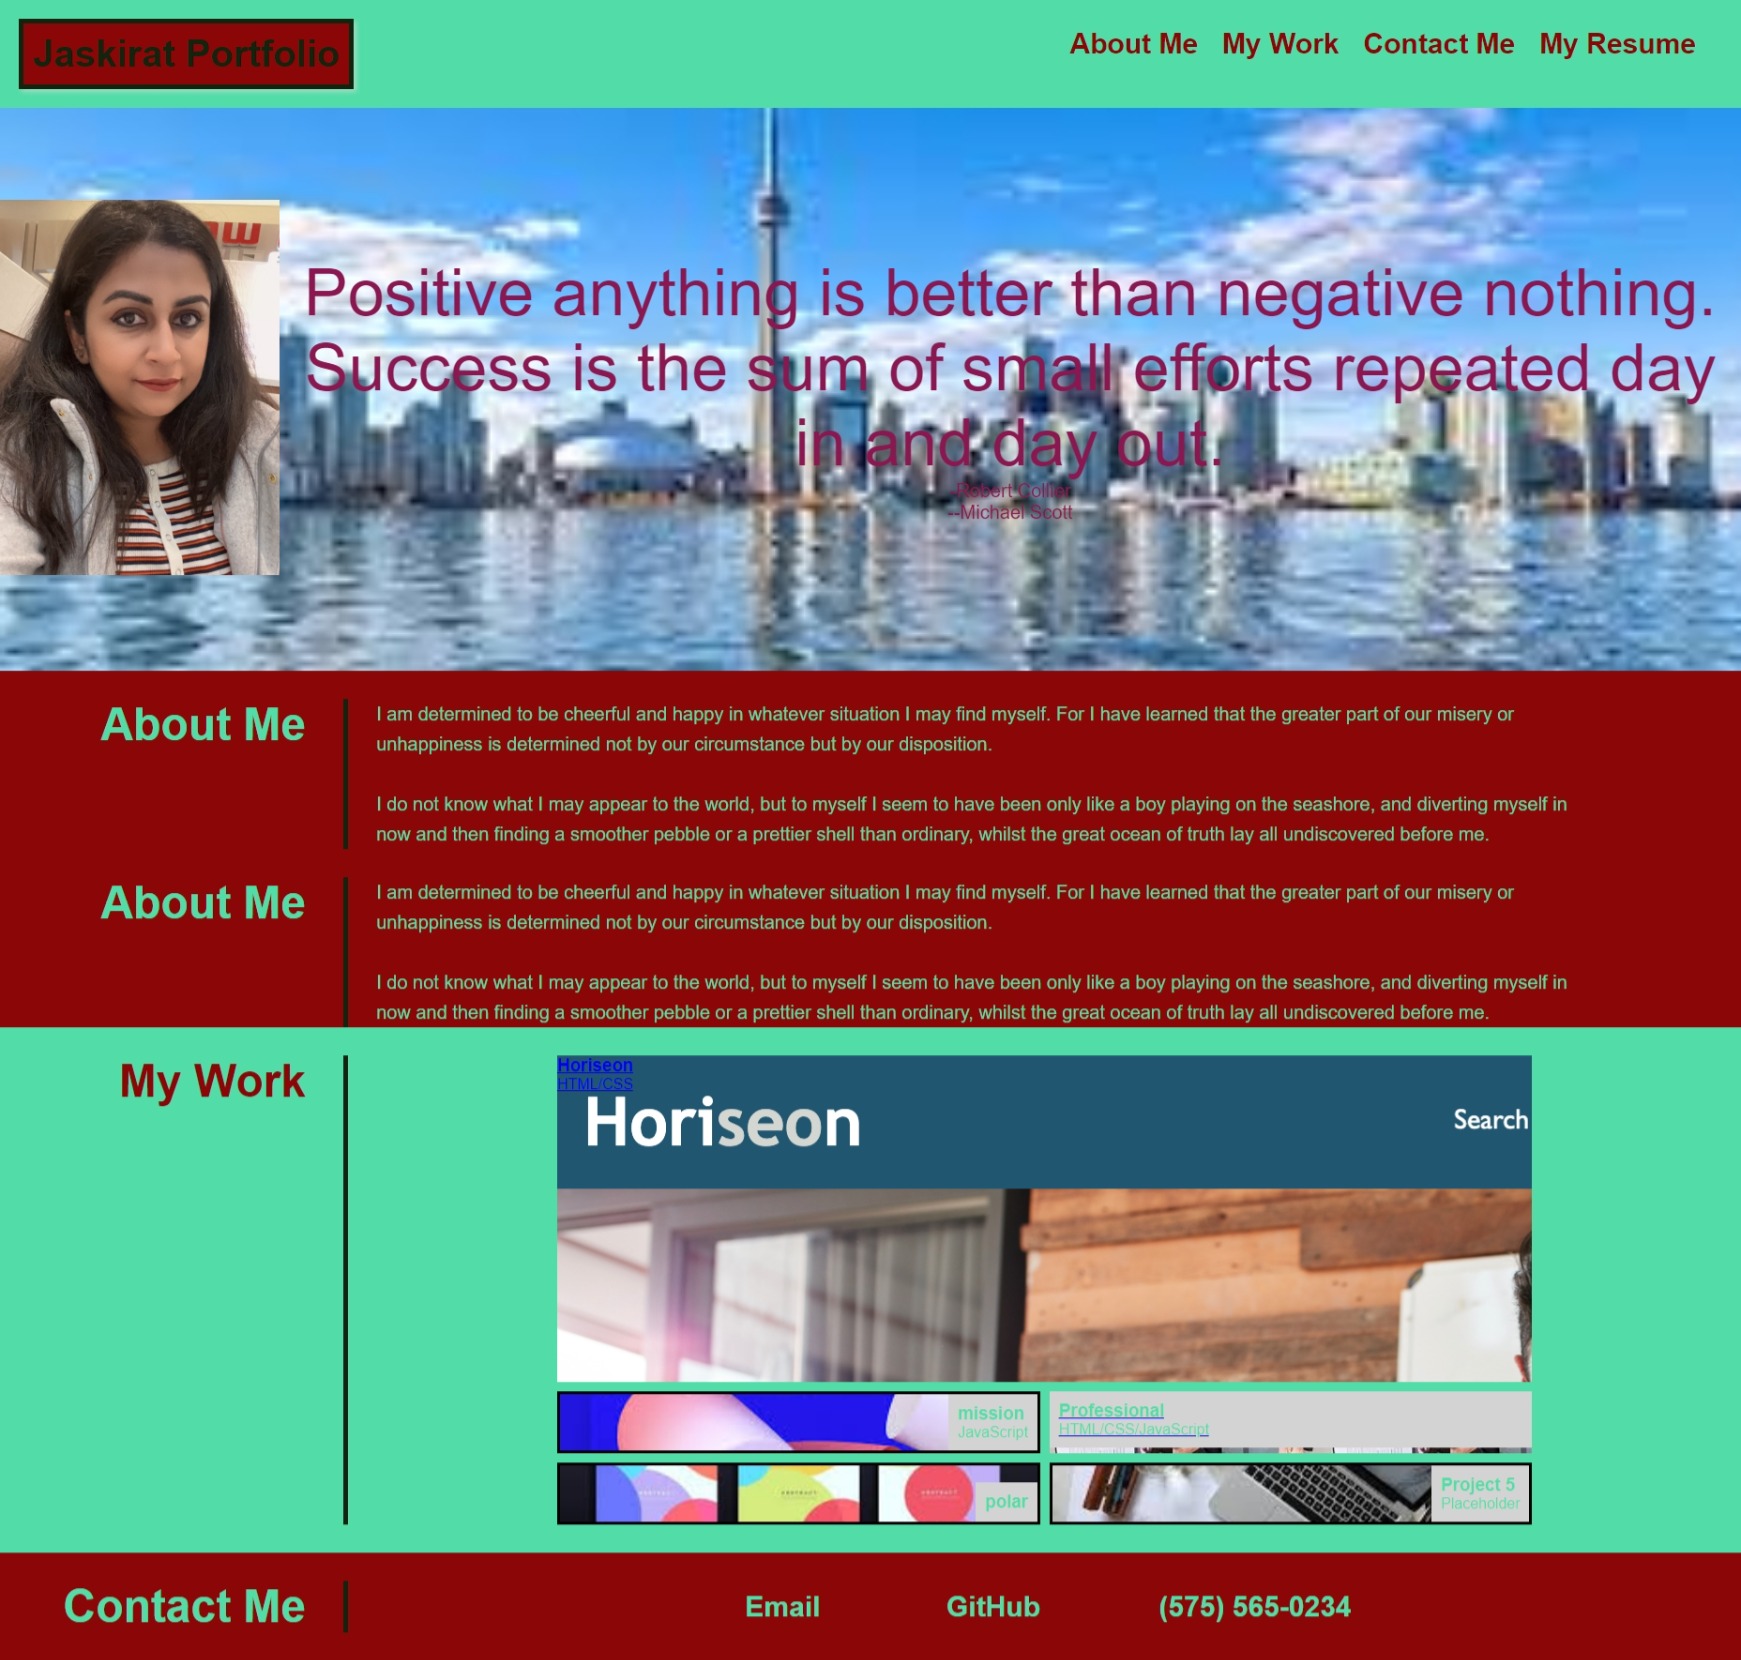 Jaskirat Portfolio
About Me My Work Contact Me My Resume
Positive anything is better than negative nothing.
Success is the sum of small efforts repeated day
in and day out.
-Robert Collier
--Michael Scott
About Me
I am determined to be cheerful and happy in whatever situation I may find myself. For I have learned that the greater part of our misery or
unhappiness is determined not by our circumstance but by our disposition.
I do not know what I may appear to the world, but to myself I seem to have been only like a boy playing on the seashore, and diverting myself in
now and then finding a smoother pebble or a prettier shell than ordinary, whilst the great ocean of truth lay all undiscovered before me.
About Me
I am determined to be cheerful and happy in whatever situation I may find myself. For I have learned that the greater part of our misery or
unhappiness is determined not by our circumstance but by our disposition.
I do not know what I may appear to the world, but to myself I seem to have been only like a boy playing on the seashore, and diverting myself in
now and then finding a smoother pebble or a prettier shell than ordinary, whilst the great ocean of truth lay all undiscovered before me.
My Work
Horiseon
HTML/CSS
Horiseon
Search
mission
JavaScript
Professional
HTML/CSS/JavaScript
polar
Project 5
Placeholder
Contact Me
Email GitHub (575) 565-0234